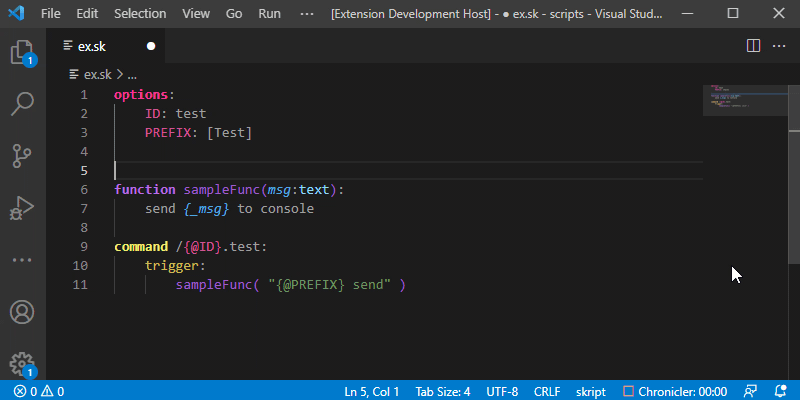 File Edit Selection View Go Run ··· [Extension Development Host] - ● ex.sk - scripts - Visual Stud...
ex.sk ●
ex.sk > ...
1 options:
2 ID: test
3 PREFIX: [Test]
4
5
6 function sampleFunc(msg:text):
7 send {_msg} to console
8
9 command /{@ID}.test:
10 trigger:
11 sampleFunc( "{@PREFIX} send" )
1
1
0 0 Ln 5, Col 1 Tab Size: 4 UTF-8 CRLF skript Chronicler: 00:00